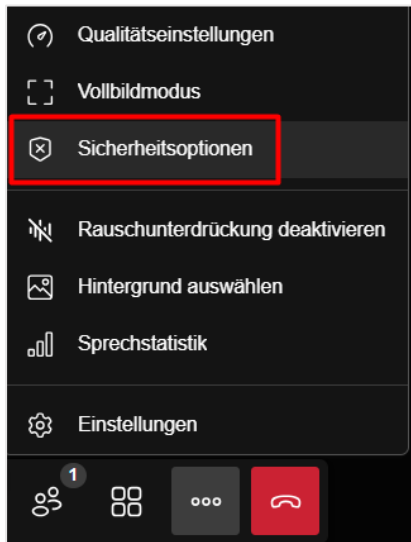 Qualitätseinstellungen
Vollbildmodus
Sicherheitsoptionen
Rauschunterdrückung deaktivieren
Hintergrund auswählen
Sprechstatistik
Einstellungen
1